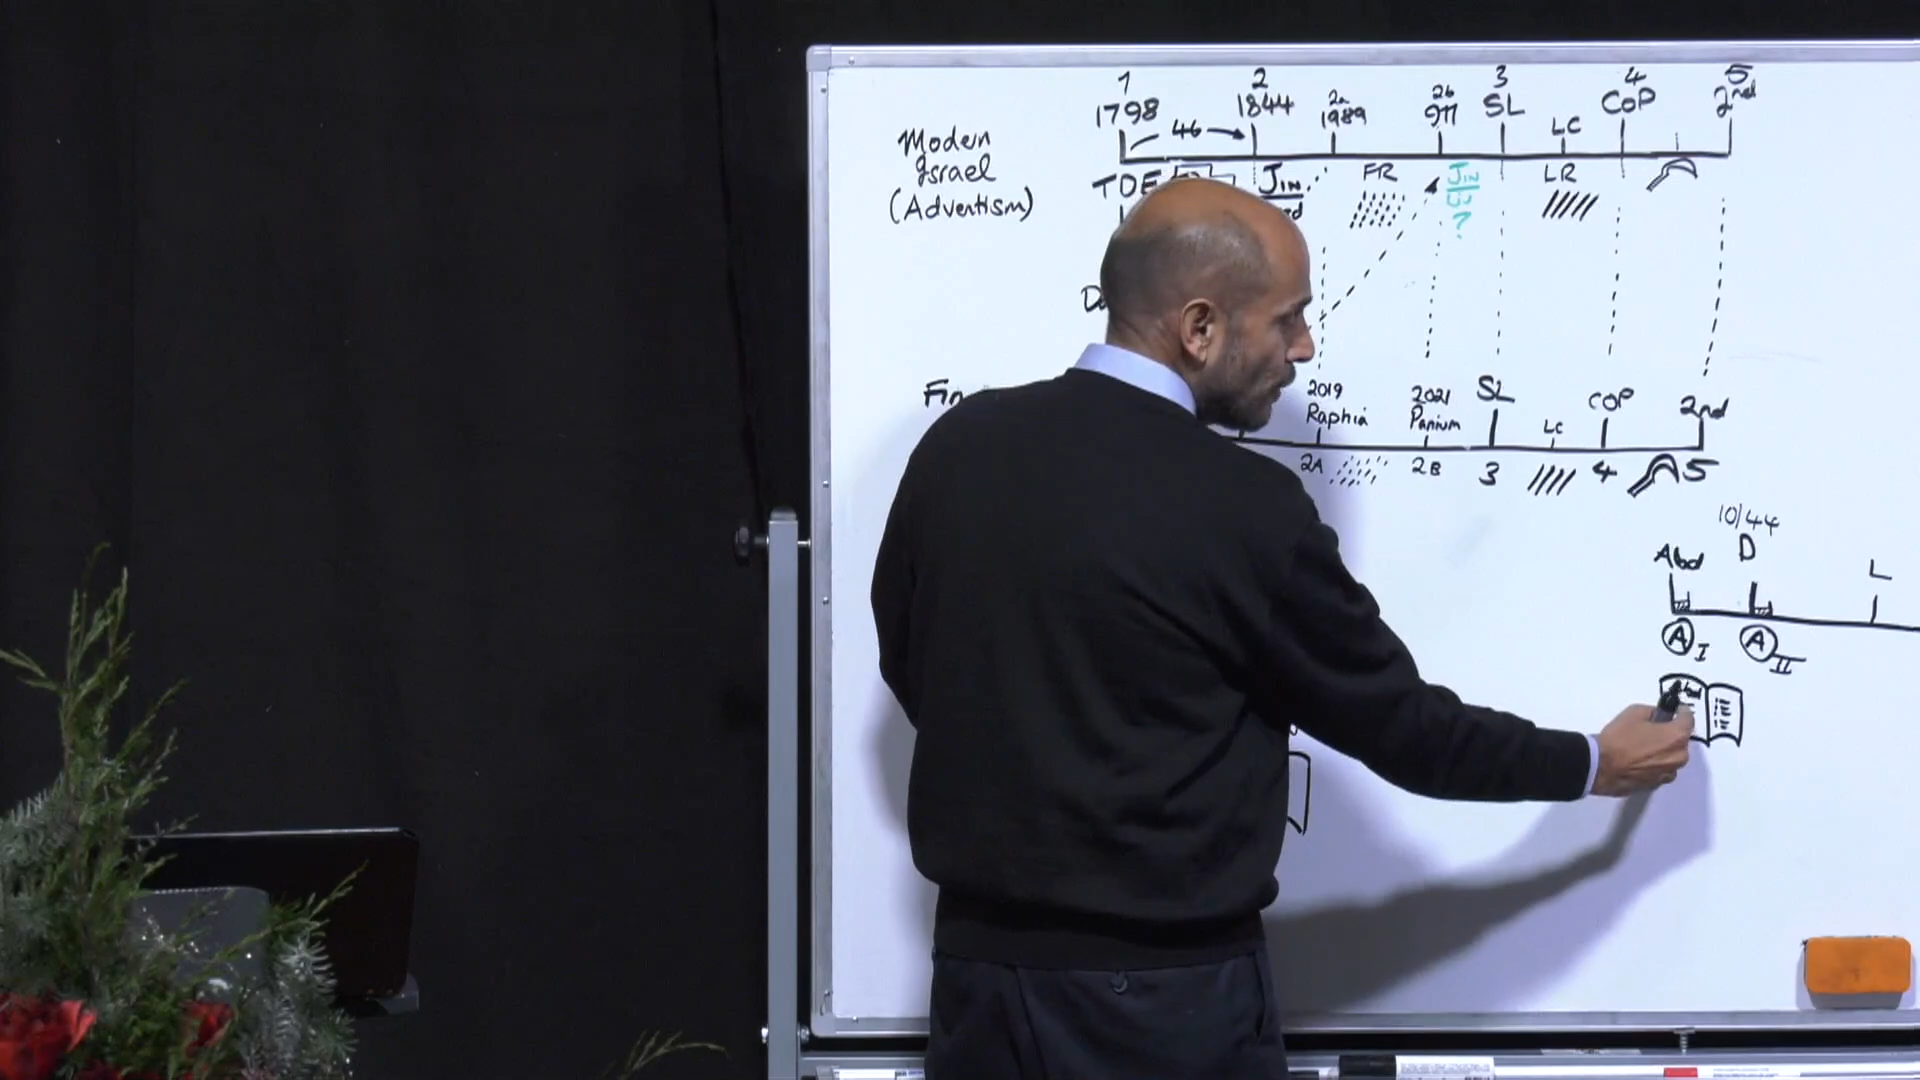 1 2 2a 2b 3 4 5
1798 1844 1989 911 SL LC COP 2nd
46
Modern
Israel
(Adventism)
TOE Jin FR Jin LR
?
2019 2021 SL COP 2nd
Fin Raphia Panium LC
2A 2B 3 4 5
10/44
Abd D L
A I A II